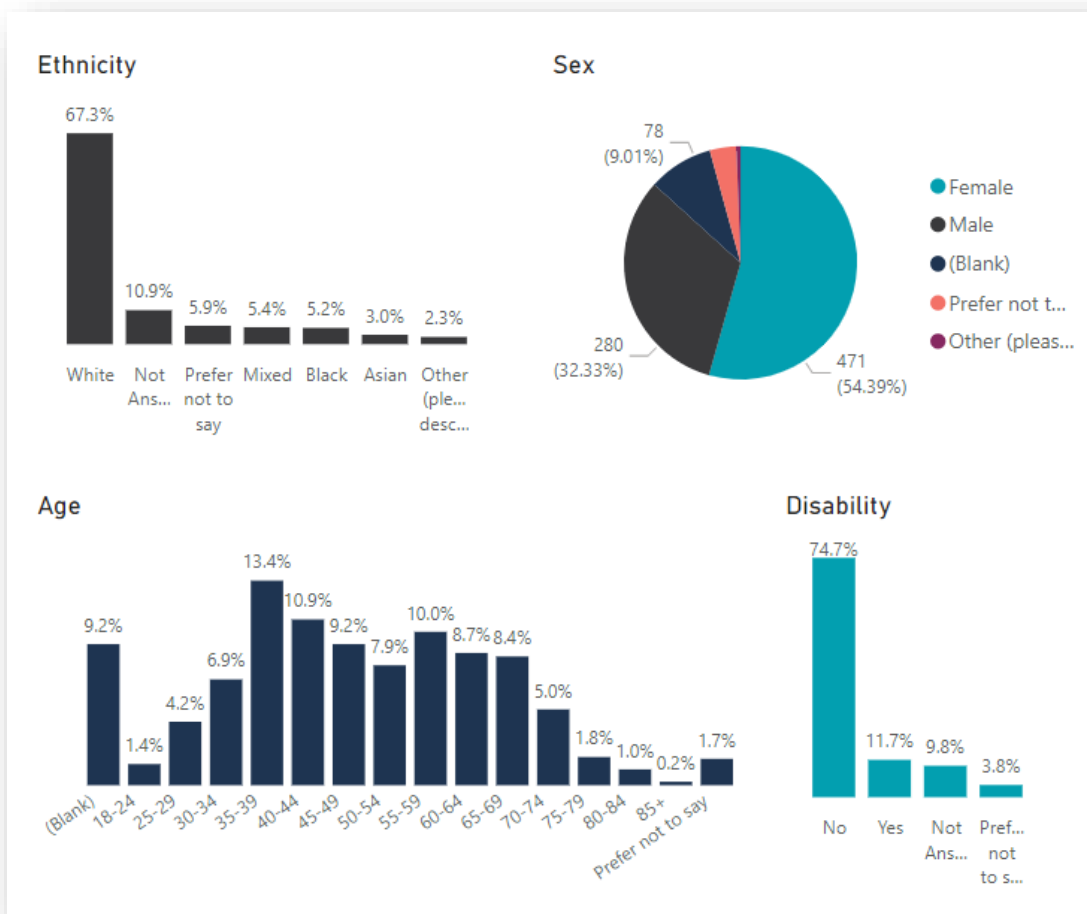 Ethnicity
67.3%
10.9%
5.9%
5.4%
5.2%
3.0%
2.3%
White
Not
Ans...
Prefer
not to
say
Mixed
Black
Asian
Other
(ple...
desc...
Sex
78
(9.01%)
280
(32.33%)
471
(54.39%)
Female
Male
(Blank)
Prefer not t...
Other (pleas...
Age
9.2%
1.4%
4.2%
6.9%
13.4%
10.9%
9.2%
7.9%
10.0%
8.7%
8.4%
5.0%
1.8%
1.0%
0.2%
1.7%
(Blank)
18-24
25-29
30-34
35-39
40-44
45-49
50-54
55-59
60-64
65-69
70-74
75-79
80-84
85+
Prefer not to say
Disability
74.7%
11.7%
9.8%
3.8%
No
Yes
Not
Ans...
Pref...
not
to s...